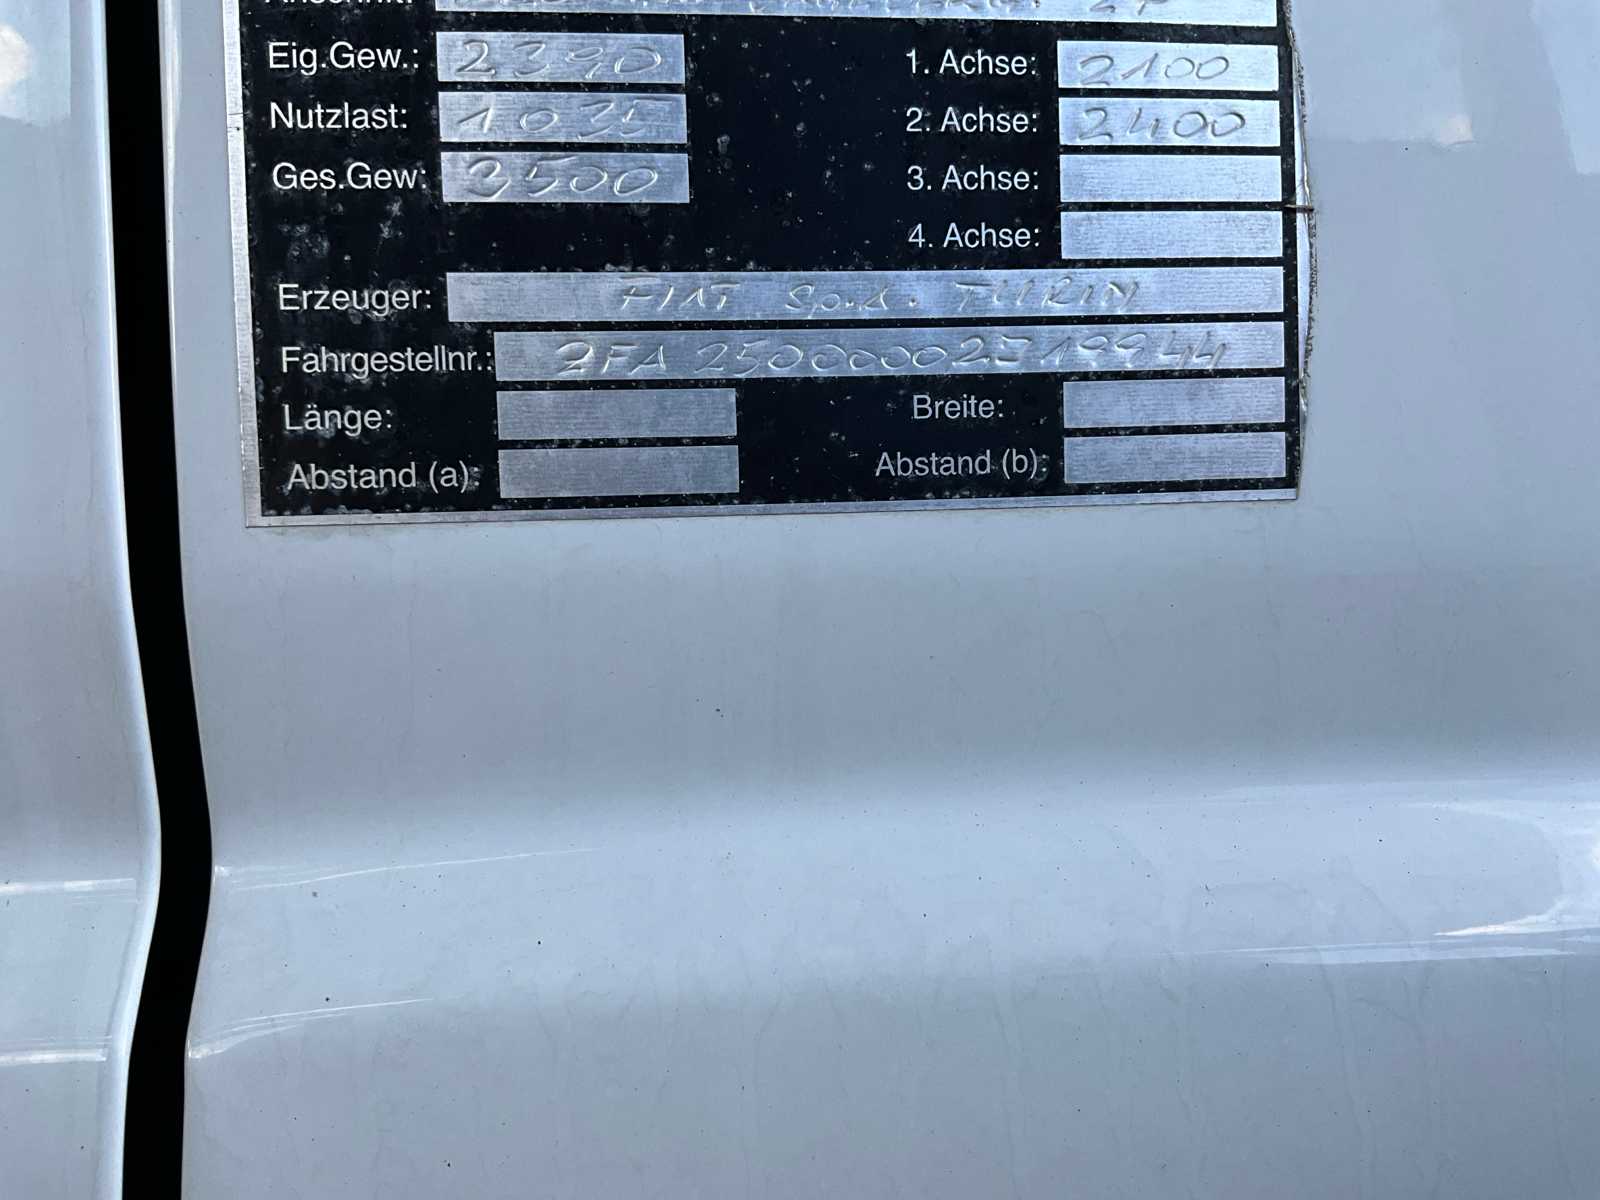 Eig.Gew.: 2390 1. Achse: 2100
Nutzlast: 1035 2. Achse: 2400
Ges.Gew: 3500 3. Achse:
4. Achse:
Erzeuger: FIAT S.p.A. TURIN
Fahrgestellnr.: ZFA25000002J199944
Länge: Breite:
Abstand (a): Abstand (b):